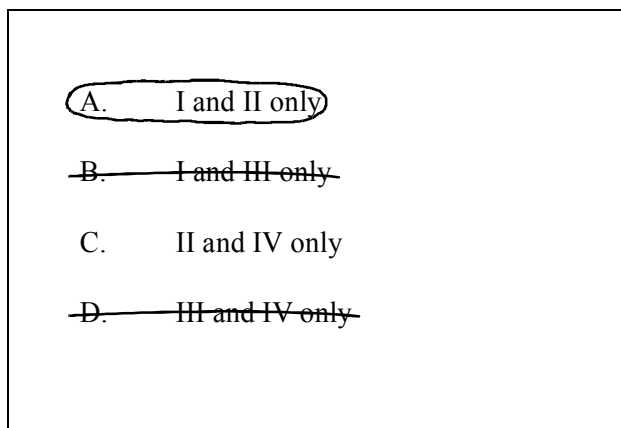 A. I and II only
B. I and III only
C. II and IV only
D. III and IV only